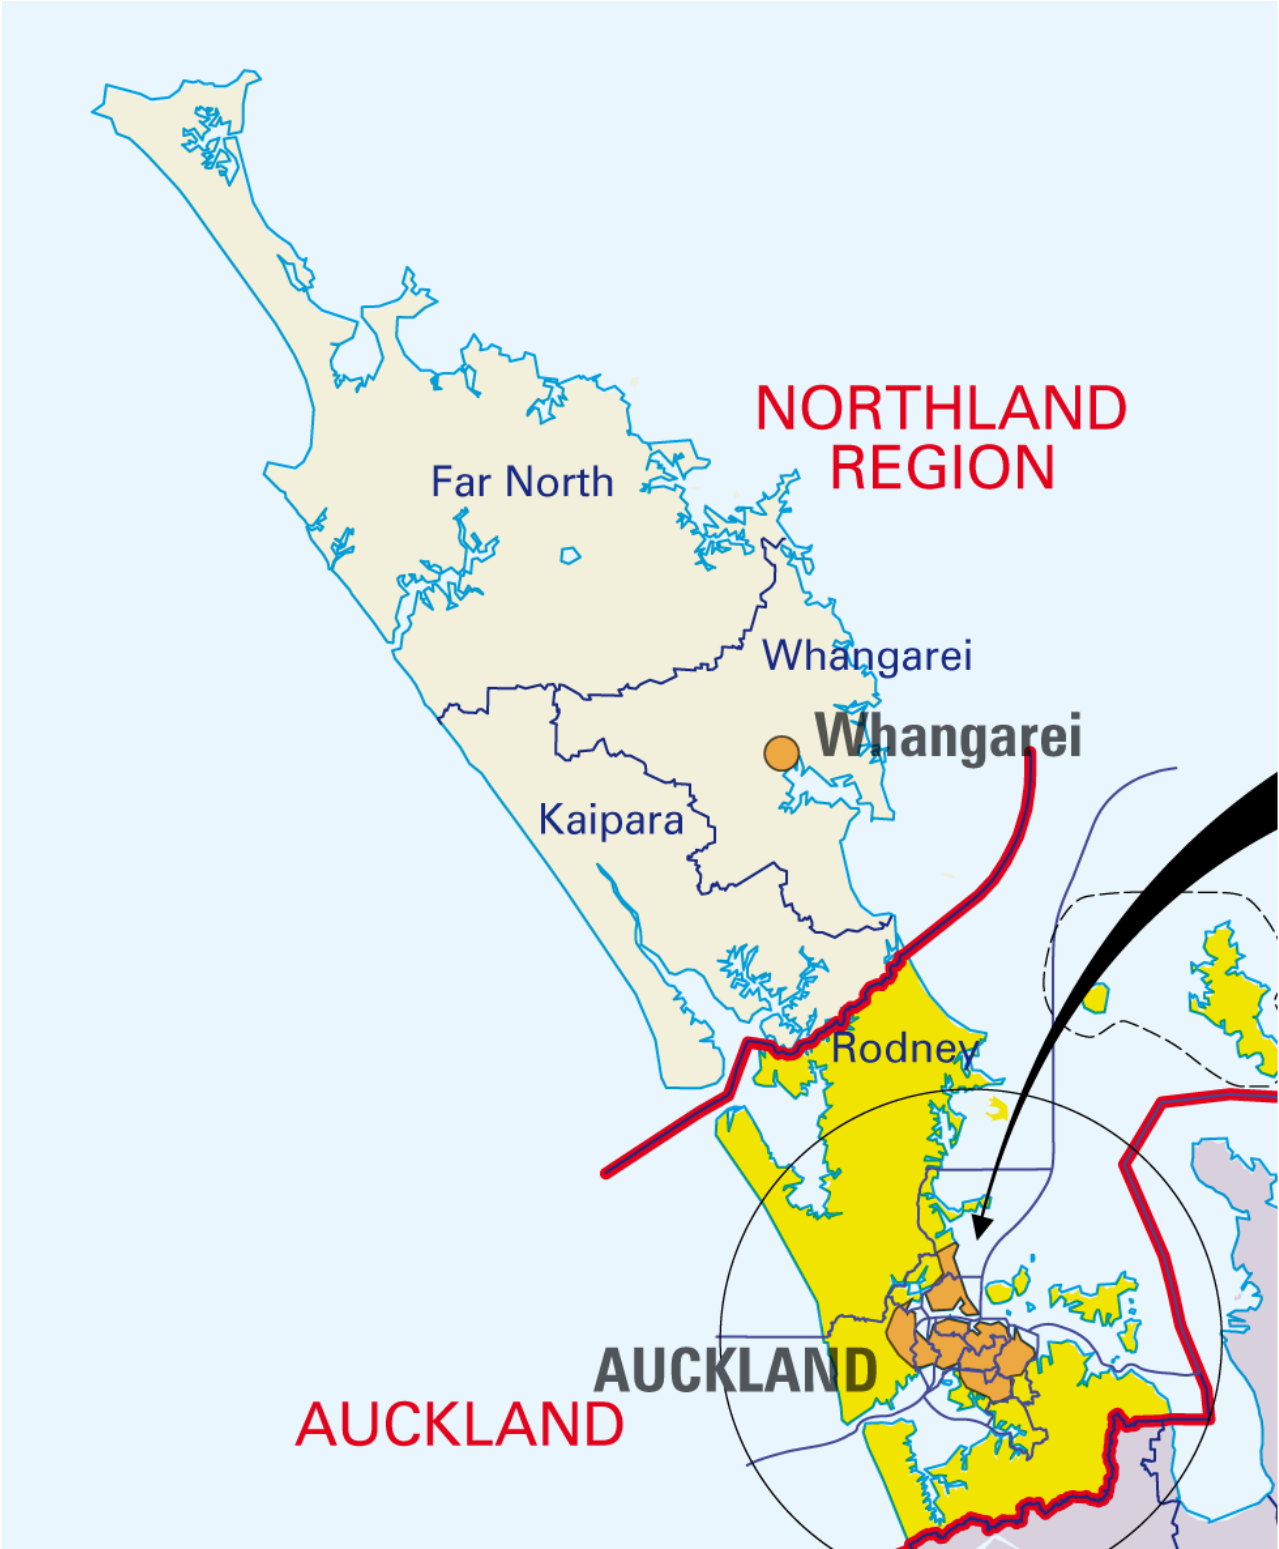 NORTHLAND
REGION
Far North
Whangarei
Whangarei
Kaipara
Rodney
AUCKLAND
AUCKLAND